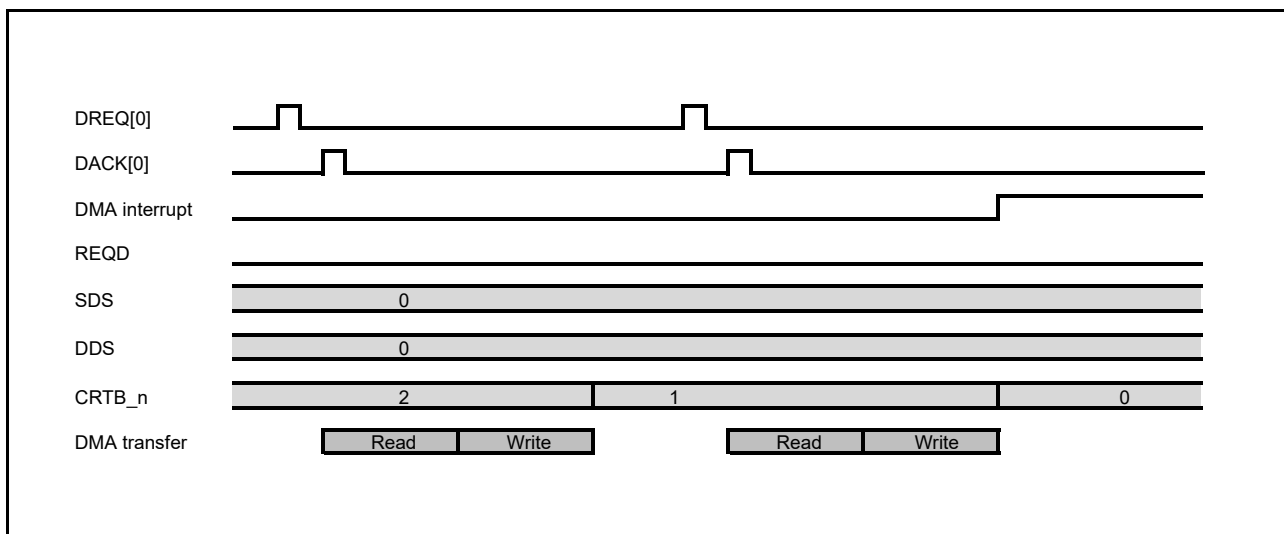 DREQ[0]
DACK[0]
DMA interrupt
REQD
SDS 0
DDS 0
CRTB_n 2 1 0
DMA transfer Read Write Read Write